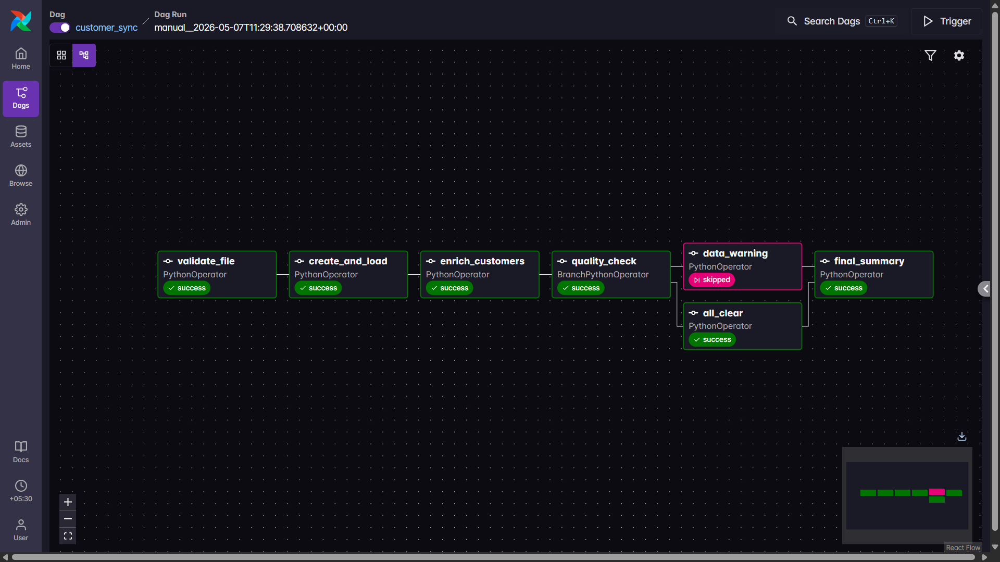 Dag
customer_sync
Dag Run
manual__2026-05-07T11:29:38.708632+00:00
Search Dags Ctrl+K
Trigger
Home
Dags
Assets
Browse
Admin
Docs
+05:30
User
validate_file
PythonOperator
success
create_and_load
PythonOperator
success
enrich_customers
PythonOperator
success
quality_check
BranchPythonOperator
success
data_warning
PythonOperator
skipped
all_clear
PythonOperator
success
final_summary
PythonOperator
success
React Flow